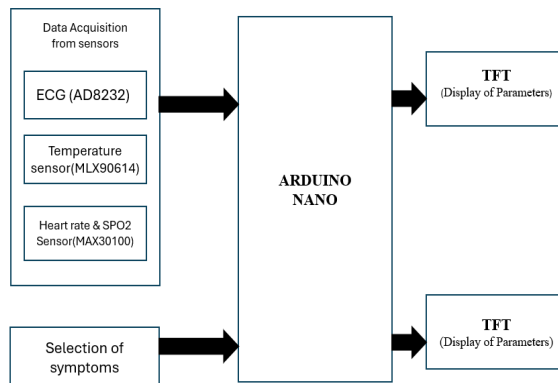 Data Acquisition
from sensors
ECG (AD8232)
Temperature
sensor(MLX90614)
Heart rate & SPO2
Sensor(MAX30100)
Selection of
symptoms
ARDUINO
NANO
TFT
(Display of Parameters)
TFT
(Display of Parameters)